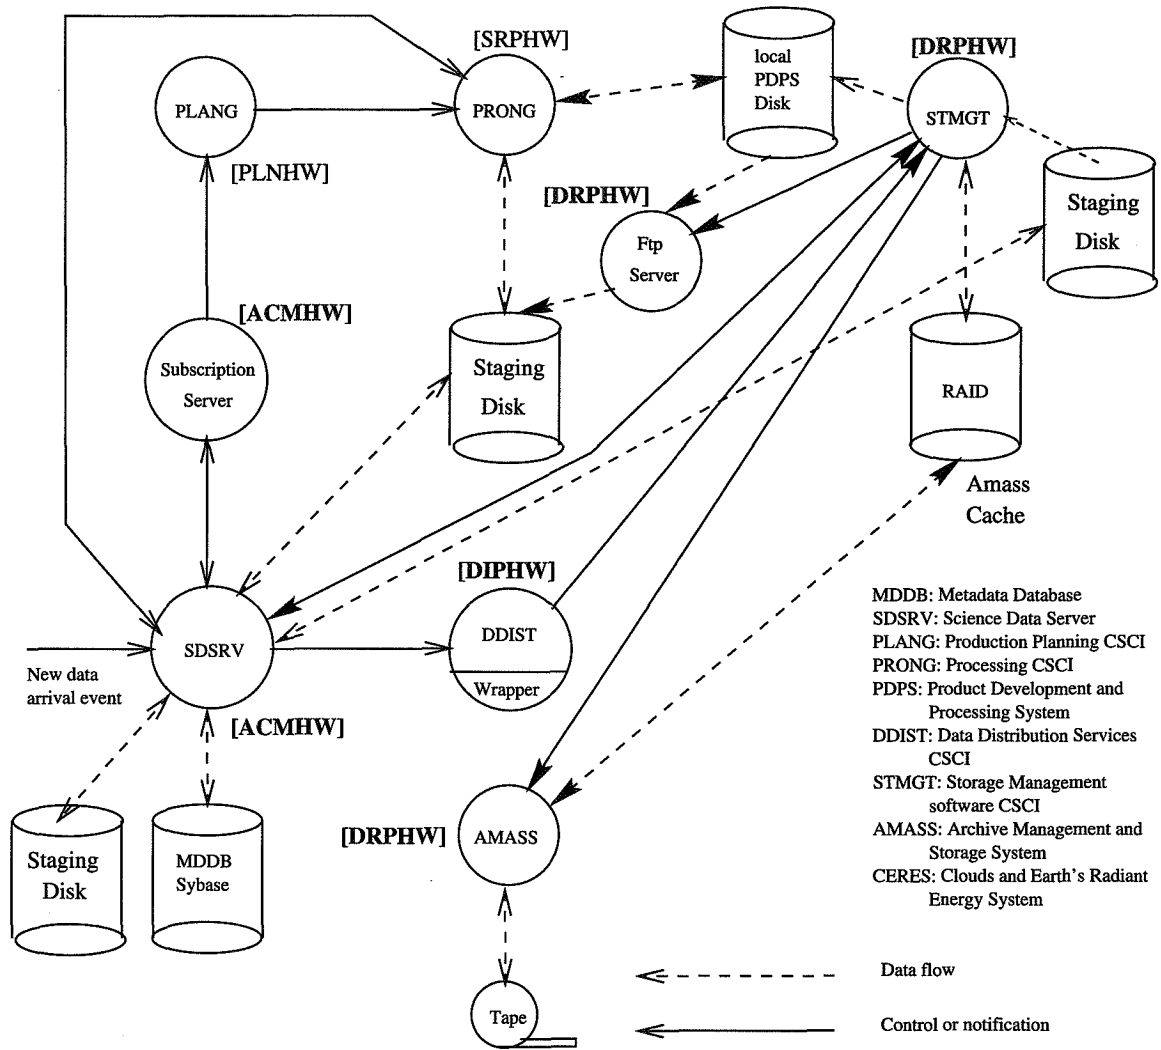 [SRPHW]
[DRPHW]
PLANG
PRONG
local
PDPS
Disk
STMGT
[PLNHW]
[DRPHW]
Ftp
Server
Staging
Disk
[ACMHW]
Subscription
Server
Staging
Disk
RAID
Amass
Cache
[DIPHW]
SDSRV
DDIST
Wrapper
New data
arrival event
[ACMHW]
Staging
Disk
MDDB
Sybase
[DRPHW]
AMASS
Tape
MDDB: Metadata Database
SDSRV: Science Data Server
PLANG: Production Planning CSCI
PRONG: Processing CSCI
PDPS: Product Development and
Processing System
DDIST: Data Distribution Services
CSCI
STMGT: Storage Management
software CSCI
AMASS: Archive Management and
Storage System
CERES: Clouds and Earth's Radiant
Energy System
Data flow
Control or notification